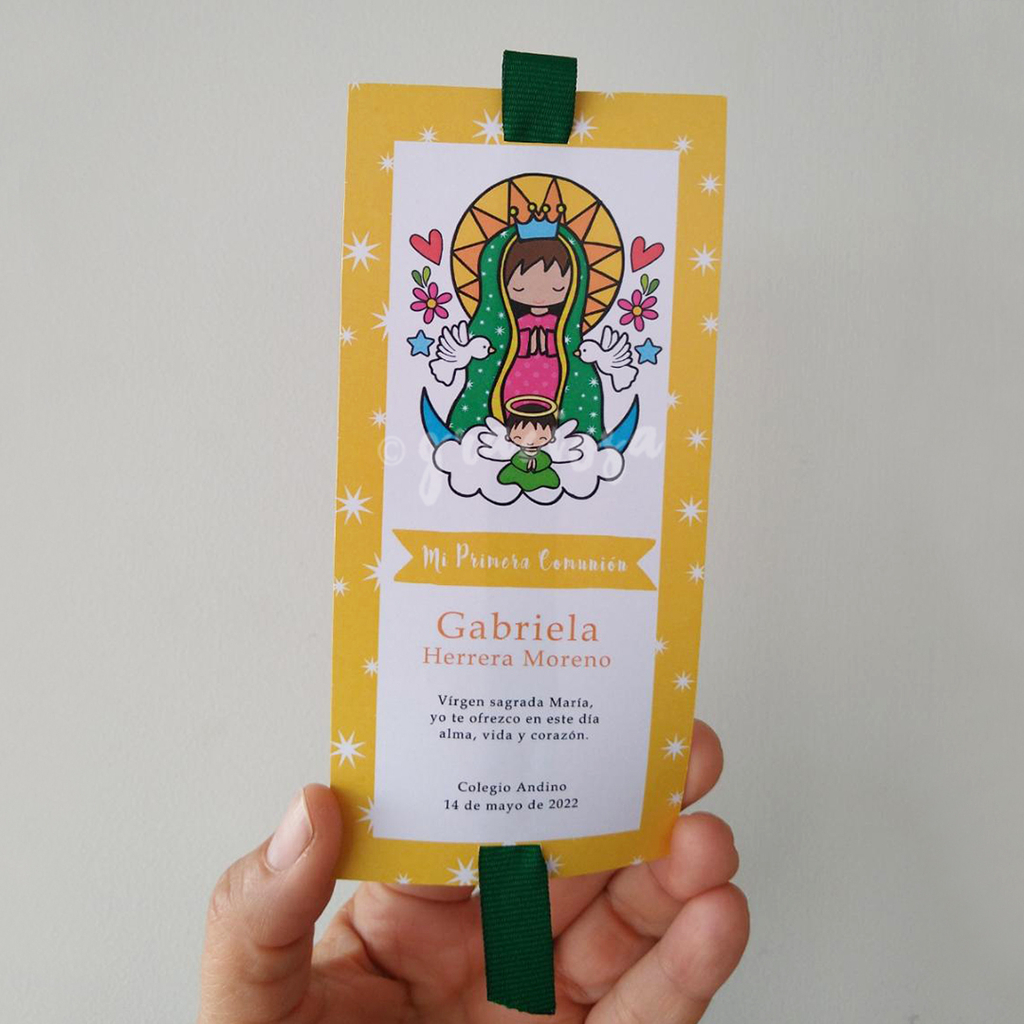 Mi Primera Comunión
Gabriela
Herrera Moreno
Vírgen sagrada María,
yo te ofrezco en este día
alma, vida y corazón.
Colegio Andino
14 de mayo de 2022